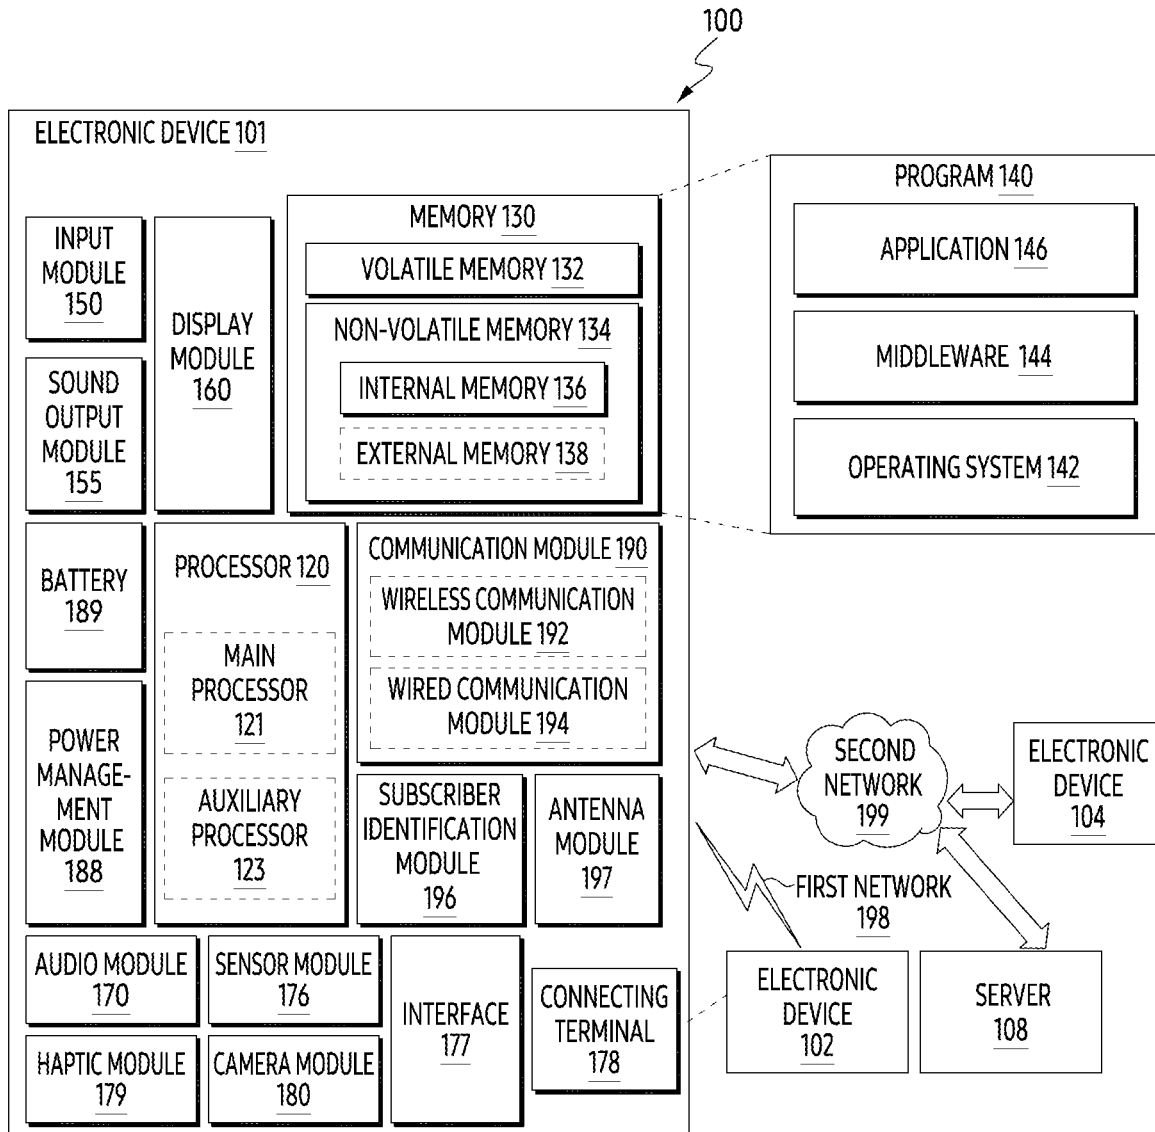 100
ELECTRONIC DEVICE 101
INPUT
MODULE
150
SOUND
OUTPUT
MODULE
155
DISPLAY
MODULE
160
MEMORY 130
VOLATILE MEMORY 132
NON-VOLATILE MEMORY 134
INTERNAL MEMORY 136
EXTERNAL MEMORY 138
PROGRAM 140
APPLICATION 146
MIDDLEWARE 144
OPERATING SYSTEM 142
BATTERY
189
POWER
MANAGE-
MENT
MODULE
188
PROCESSOR 120
MAIN
PROCESSOR
121
AUXILIARY
PROCESSOR
123
COMMUNICATION MODULE 190
WIRELESS COMMUNICATION
MODULE 192
WIRED COMMUNICATION
MODULE 194
SUBSCRIBER
IDENTIFICATION
MODULE
196
ANTENNA
MODULE
197
SECOND
NETWORK
199
ELECTRONIC
DEVICE
104
FIRST NETWORK
198
AUDIO MODULE
170
SENSOR MODULE
176
HAPTIC MODULE
179
CAMERA MODULE
180
INTERFACE
177
CONNECTING
TERMINAL
178
ELECTRONIC
DEVICE
102
SERVER
108